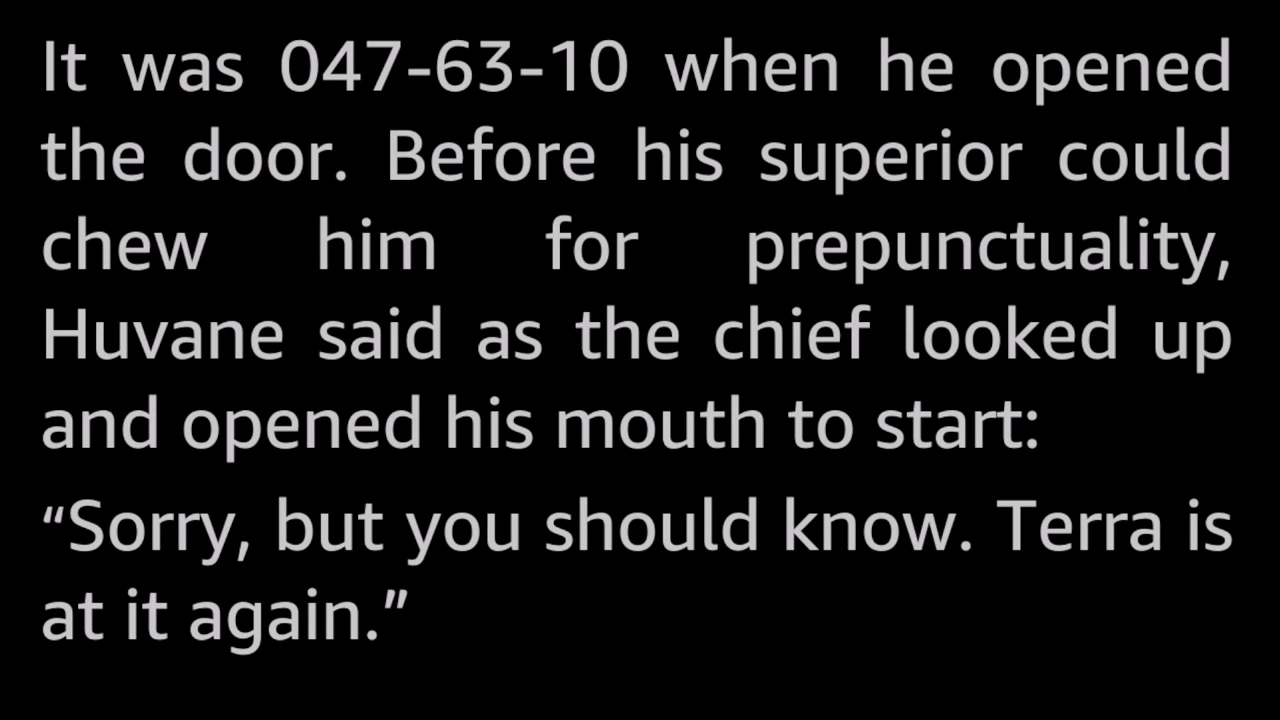 It was 047-63-10 when he opened
the door. Before his superior could
chew him for prepunctuality,
Huvane said as the chief looked up
and opened his mouth to start:
“Sorry, but you should know. Terra is
at it again.”